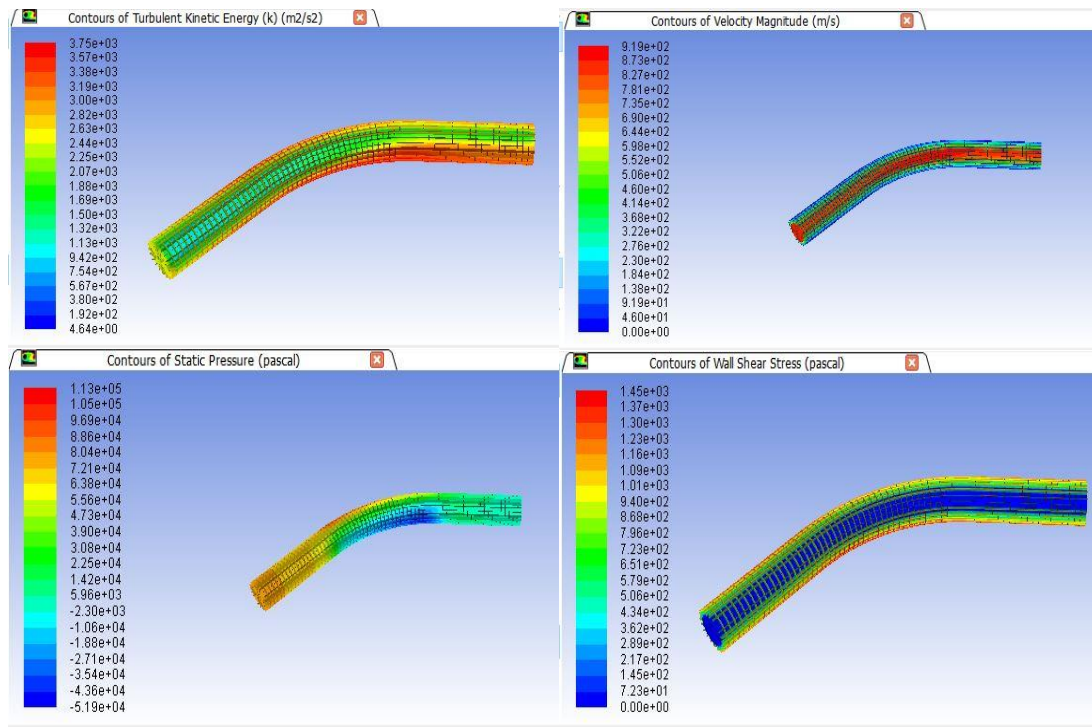 Contours of Turbulent Kinetic Energy (k) (m2/s2)
3.75e+03
3.57e+03
3.38e+03
3.19e+03
3.00e+03
2.82e+03
2.63e+03
2.44e+03
2.25e+03
2.07e+03
1.88e+03
1.69e+03
1.50e+03
1.32e+03
1.13e+03
9.42e+02
7.54e+02
5.67e+02
3.80e+02
1.92e+02
4.64e+00
Contours of Velocity Magnitude (m/s)
9.19e+02
8.73e+02
8.27e+02
7.81e+02
7.35e+02
6.90e+02
6.44e+02
5.98e+02
5.52e+02
5.06e+02
4.60e+02
4.14e+02
3.68e+02
3.22e+02
2.76e+02
2.30e+02
1.84e+02
1.38e+02
9.19e+01
4.60e+01
0.00e+00
Contours of Static Pressure (pascal)
1.13e+05
1.05e+05
9.69e+04
8.86e+04
8.04e+04
7.21e+04
6.38e+04
5.56e+04
4.73e+04
3.90e+04
3.08e+04
2.25e+04
1.42e+04
5.96e+03
-2.30e+03
-1.06e+04
-1.88e+04
-2.71e+04
-3.54e+04
-4.36e+04
-5.19e+04
Contours of Wall Shear Stress (pascal)
1.45e+03
1.37e+03
1.30e+03
1.23e+03
1.16e+03
1.09e+03
1.01e+03
9.40e+02
8.68e+02
7.96e+02
7.23e+02
6.51e+02
5.79e+02
5.06e+02
4.34e+02
3.62e+02
2.89e+02
2.17e+02
1.45e+02
7.23e+01
0.00e+00